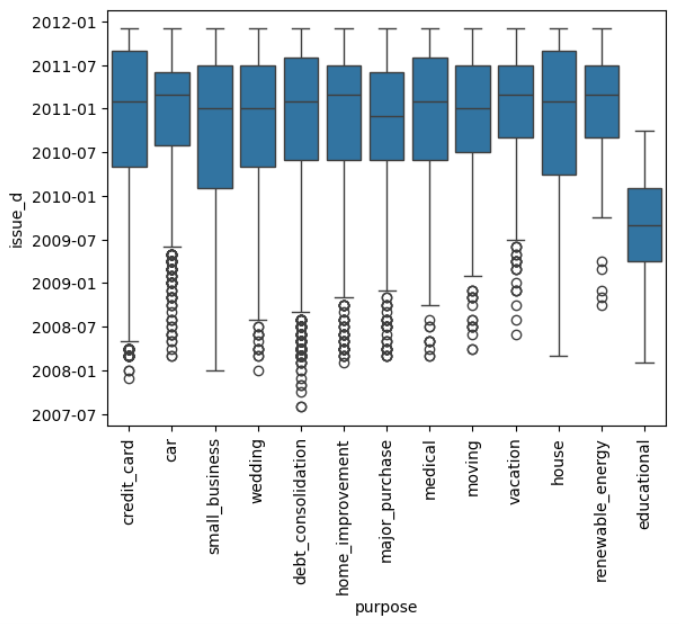 2012-01
2011-07
2011-01
2010-07
2010-01
2009-07
2009-01
2008-07
2008-01
2007-07
issue_d
credit_card
car
small_business
wedding
debt_consolidation
home_improvement
major_purchase
medical
moving
vacation
house
renewable_energy
educational
purpose